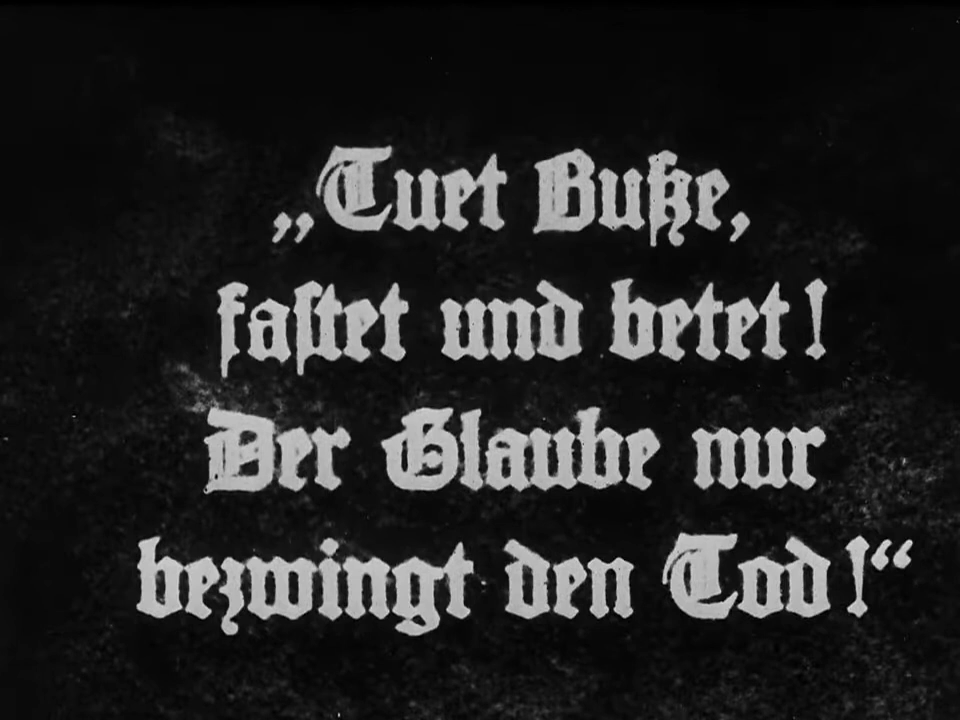 „Tuet Buße,
faſtet und betet!
Der Glaube nur
bezwingt den Tod!“